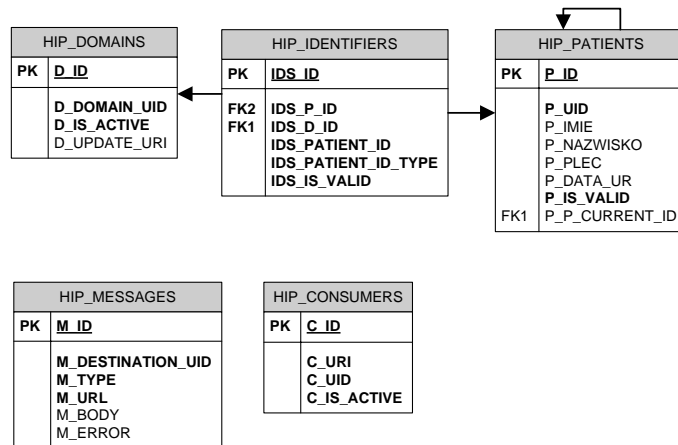 HIP_DOMAINS
PK D_ID
D_DOMAIN_UID
D_IS_ACTIVE
D_UPDATE_URI
HIP_IDENTIFIERS
PK IDS_ID
FK2 IDS_P_ID
FK1 IDS_D_ID
IDS_PATIENT_ID
IDS_PATIENT_ID_TYPE
IDS_IS_VALID
HIP_PATIENTS
PK P_ID
P_UID
P_IMIE
P_NAZWISKO
P_PLEC
P_DATA_UR
P_IS_VALID
FK1 P_P_CURRENT_ID
HIP_MESSAGES
PK M_ID
M_DESTINATION_UID
M_TYPE
M_URL
M_BODY
M_ERROR
HIP_CONSUMERS
PK C_ID
C_URI
C_UID
C_IS_ACTIVE